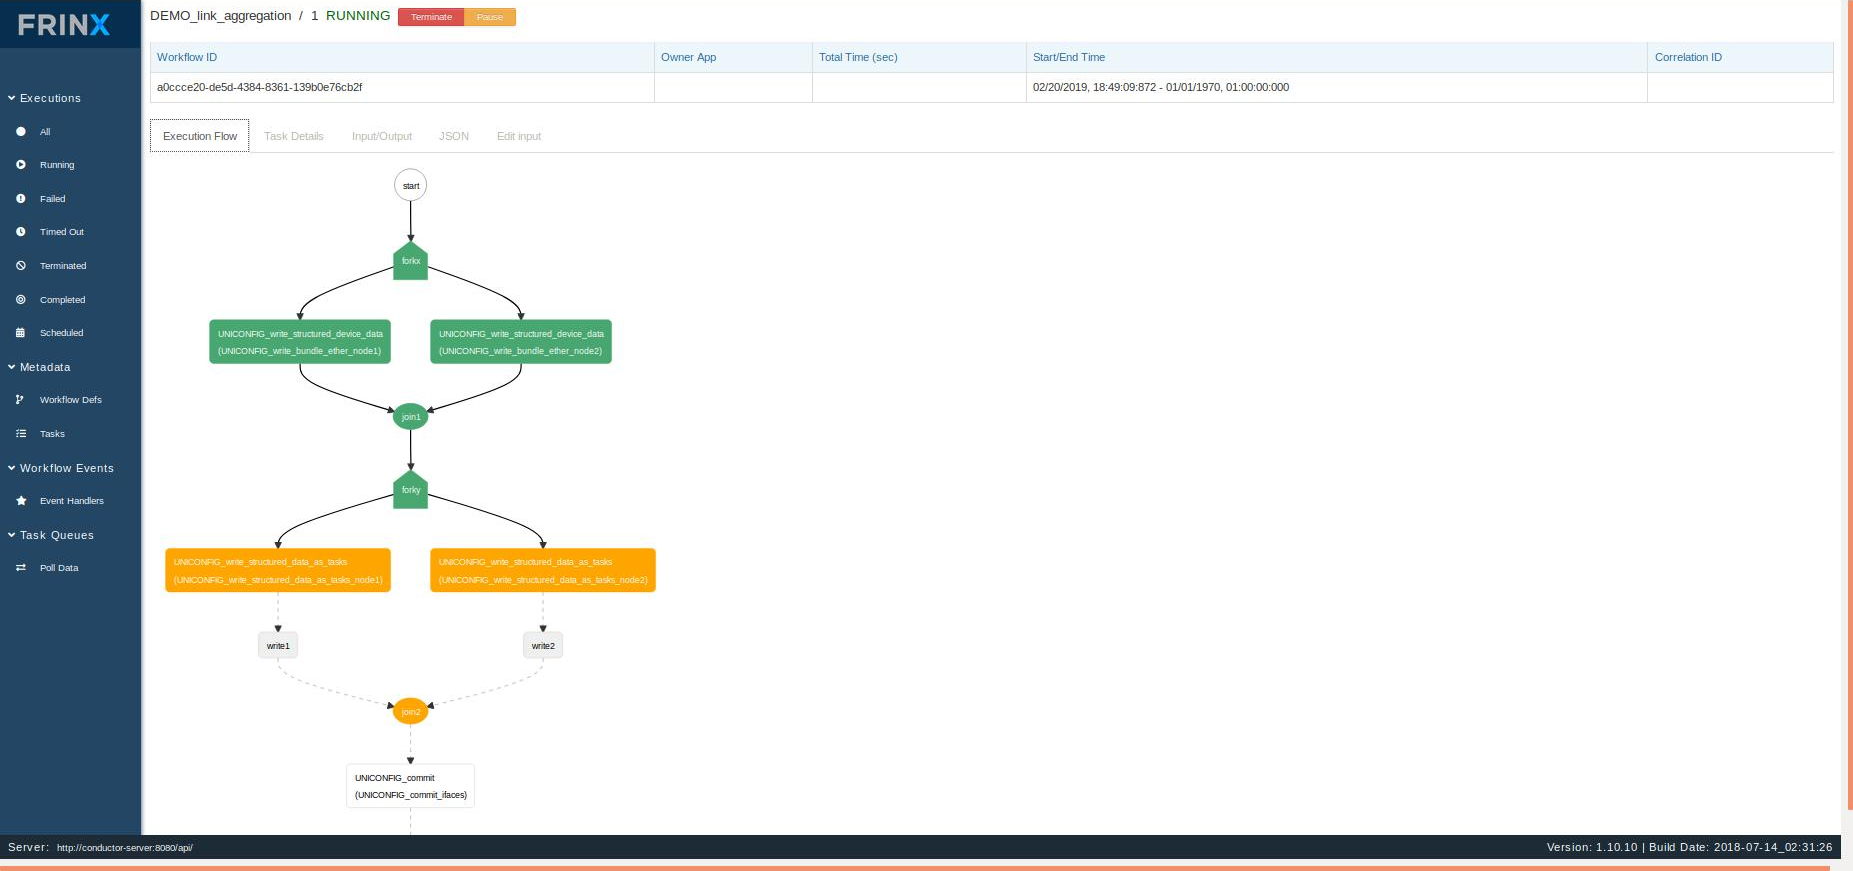 FRINX
DEMO_link_aggregation / 1 RUNNING Terminate Pause
Workflow ID Owner App Total Time (sec) Start/End Time Correlation ID
a0ccce20-de5d-4384-8361-139b0e76cb2f 02/20/2019, 18:49:09:872 - 01/01/1970, 01:00:00:000
Execution Flow Task Details Input/Output JSON Edit input
Executions
All
Running
Failed
Timed Out
Terminated
Completed
Scheduled
Metadata
Workflow Defs
Tasks
Workflow Events
Event Handlers
Task Queues
Poll Data
start
forkx
UNICONFIG_write_structured_device_data
(UNICONFIG_write_bundle_ether_node1)
UNICONFIG_write_structured_device_data
(UNICONFIG_write_bundle_ether_node2)
join1
forky
UNICONFIG_write_structured_data_as_tasks
(UNICONFIG_write_structured_data_as_tasks_node1)
UNICONFIG_write_structured_data_as_tasks
(UNICONFIG_write_structured_data_as_tasks_node2)
write1
write2
join2
UNICONFIG_commit
(UNICONFIG_commit_ifaces)
Server: http://conductor-server:8080/api/
Version: 1.10.10 | Build Date: 2018-07-14_02:31:26